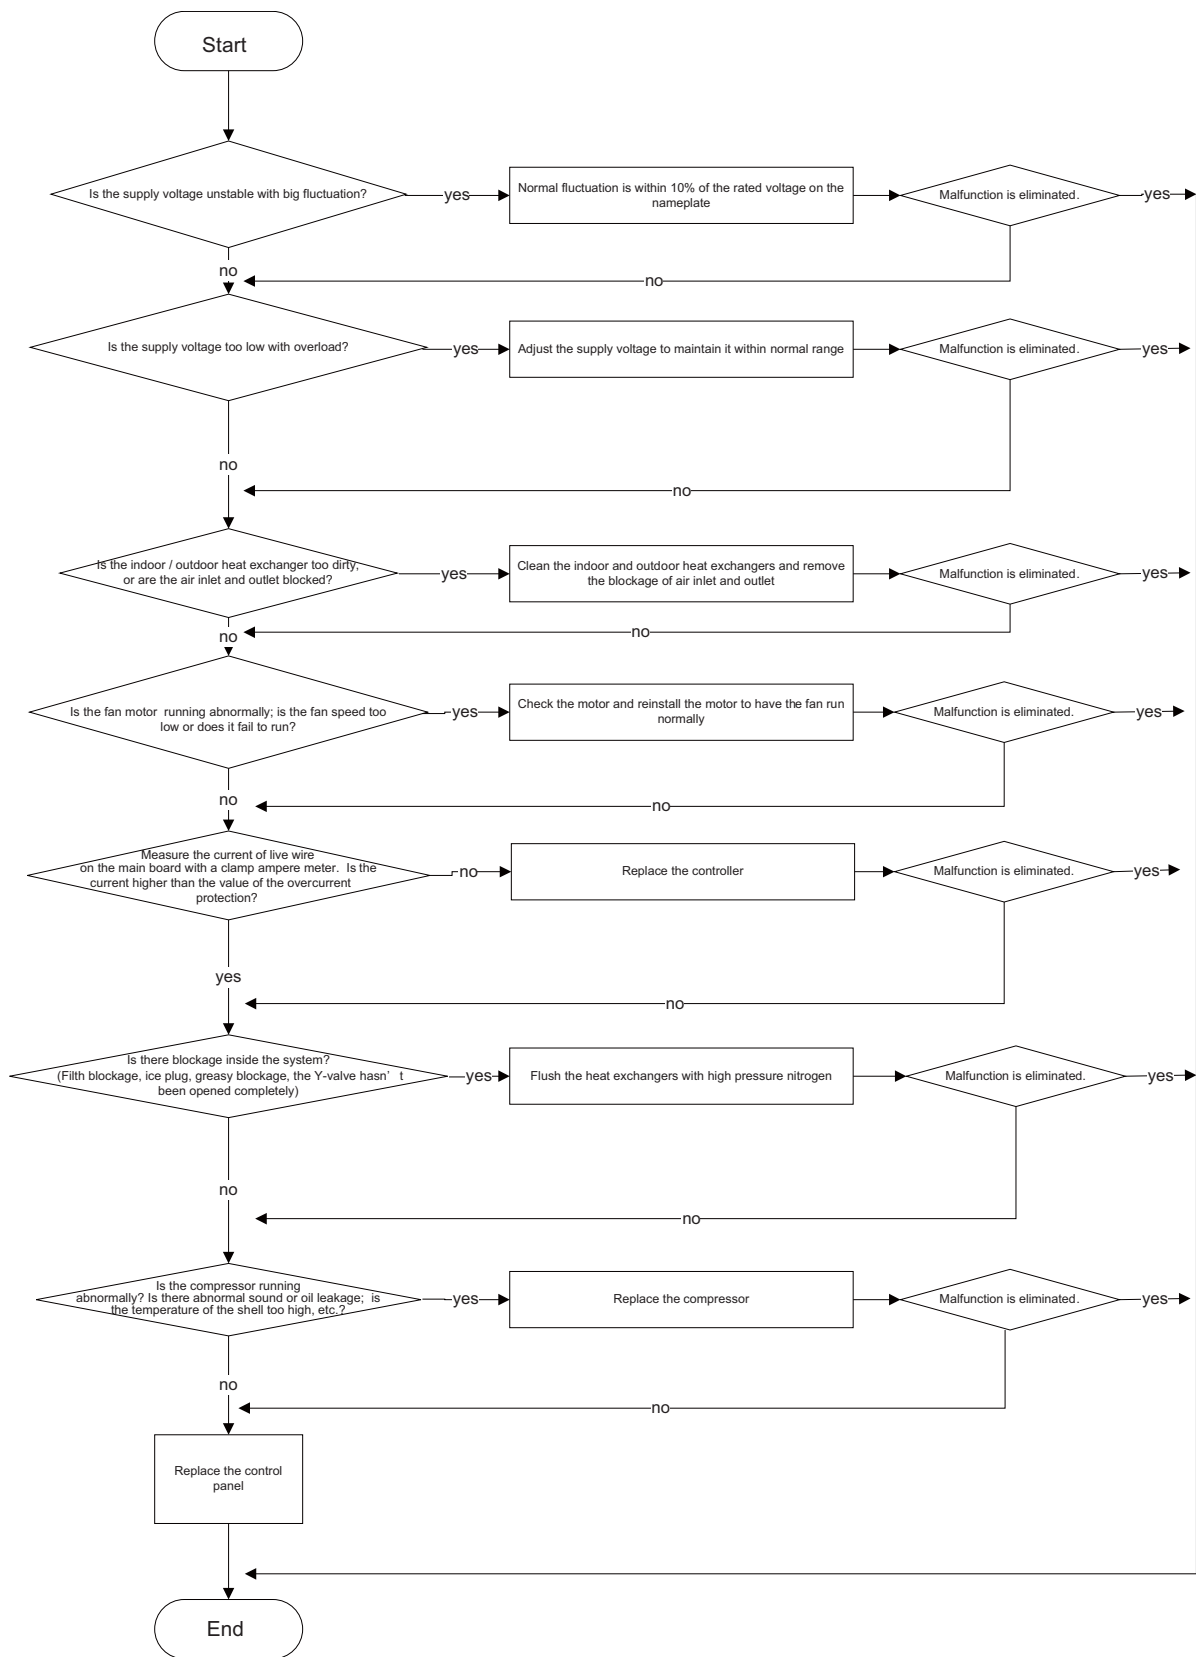 Start
Is the supply voltage unstable with big fluctuation?
yes
Normal fluctuation is within 10% of the rated voltage on the
nameplate
Malfunction is eliminated.
yes
no
no
Is the supply voltage too low with overload?
yes
Adjust the supply voltage to maintain it within normal range
Malfunction is eliminated.
yes
no
no
Is the indoor / outdoor heat exchanger too dirty,
or are the air inlet and outlet blocked?
yes
Clean the indoor and outdoor heat exchangers and remove
the blockage of air inlet and outlet
Malfunction is eliminated.
yes
no
no
Is the fan motor running abnormally; is the fan speed too
low or does it fail to run?
yes
Check the motor and reinstall the motor to have the fan run
normally
Malfunction is eliminated.
yes
no
no
Measure the current of live wire
on the main board with a clamp ampere meter. Is the
current higher than the value of the overcurrent
protection?
no
Replace the controller
Malfunction is eliminated.
yes
yes
no
Is there blockage inside the system?
(Filth blockage, ice plug, greasy blockage, the Y-valve hasn' t
been opened completely)
yes
Flush the heat exchangers with high pressure nitrogen
Malfunction is eliminated.
yes
no
no
Is the compressor running
abnormally? Is there abnormal sound or oil leakage; is
the temperature of the shell too high, etc.?
yes
Replace the compressor
Malfunction is eliminated.
yes
no
no
Replace the control
panel
End